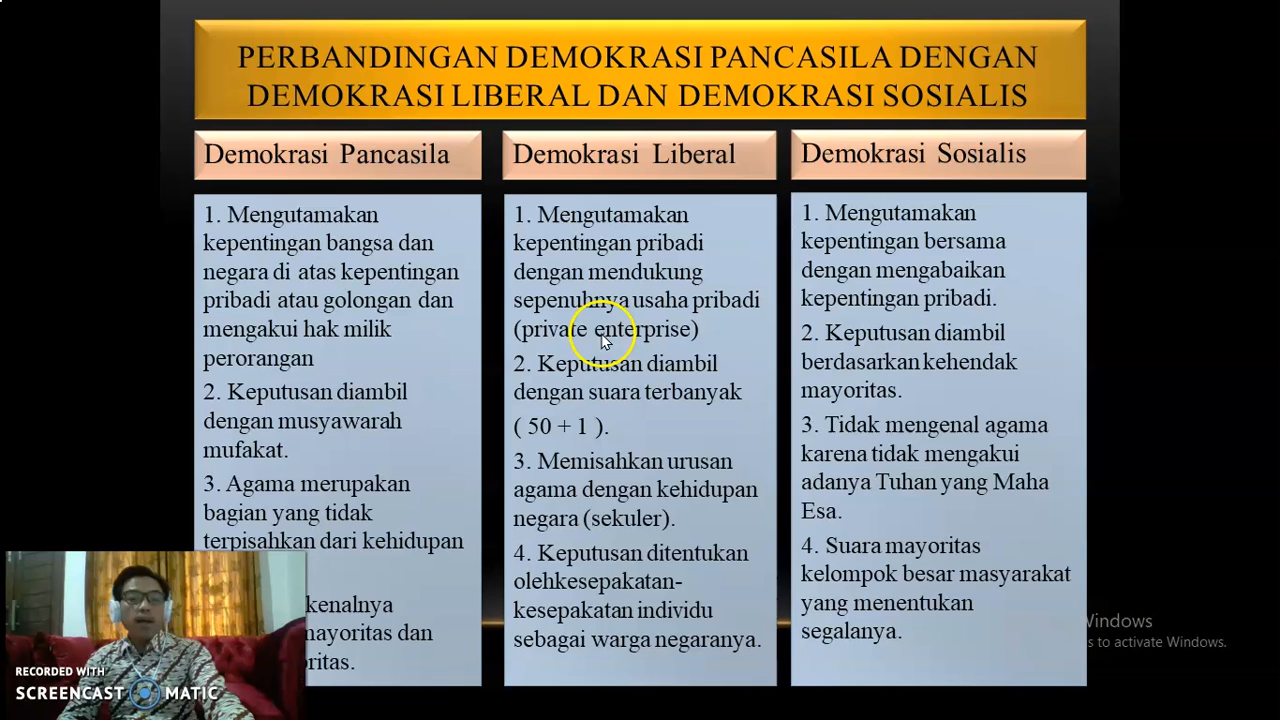 PERBANDINGAN DEMOKRASI PANCASILA DENGAN
DEMOKRASI LIBERAL DAN DEMOKRASI SOSIALIS
Demokrasi Pancasila
1. Mengutamakan
kepentingan bangsa dan
negara di atas kepentingan
pribadi atau golongan dan
mengakui hak milik
perorangan
2. Keputusan diambil
dengan musyawarah
mufakat.
3. Agama merupakan
bagian yang tidak
terpisahkan dari kehidupan
kenalnya
mayoritas dan
ritas.
Demokrasi Liberal
1. Mengutamakan
kepentingan pribadi
dengan mendukung
sepenuhnya usaha pribadi
(private enterprise)
2. Keputusan diambil
dengan suara terbanyak
( 50 + 1 ).
3. Memisahkan urusan
agama dengan kehidupan
negara (sekuler).
4. Keputusan ditentukan
olehkesepakatan-
kesepakatan individu
sebagai warga negaranya.
Demokrasi Sosialis
1. Mengutamakan
kepentingan bersama
dengan mengabaikan
kepentingan pribadi.
2. Keputusan diambil
berdasarkan kehendak
mayoritas.
3. Tidak mengenal agama
karena tidak mengakui
adanya Tuhan yang Maha
Esa.
4. Suara mayoritas
kelompok besar masyarakat
yang menentukan
segalanya.
Windows
s to activate Windows.
RECORDED WITH
SCREENCAST MATIC